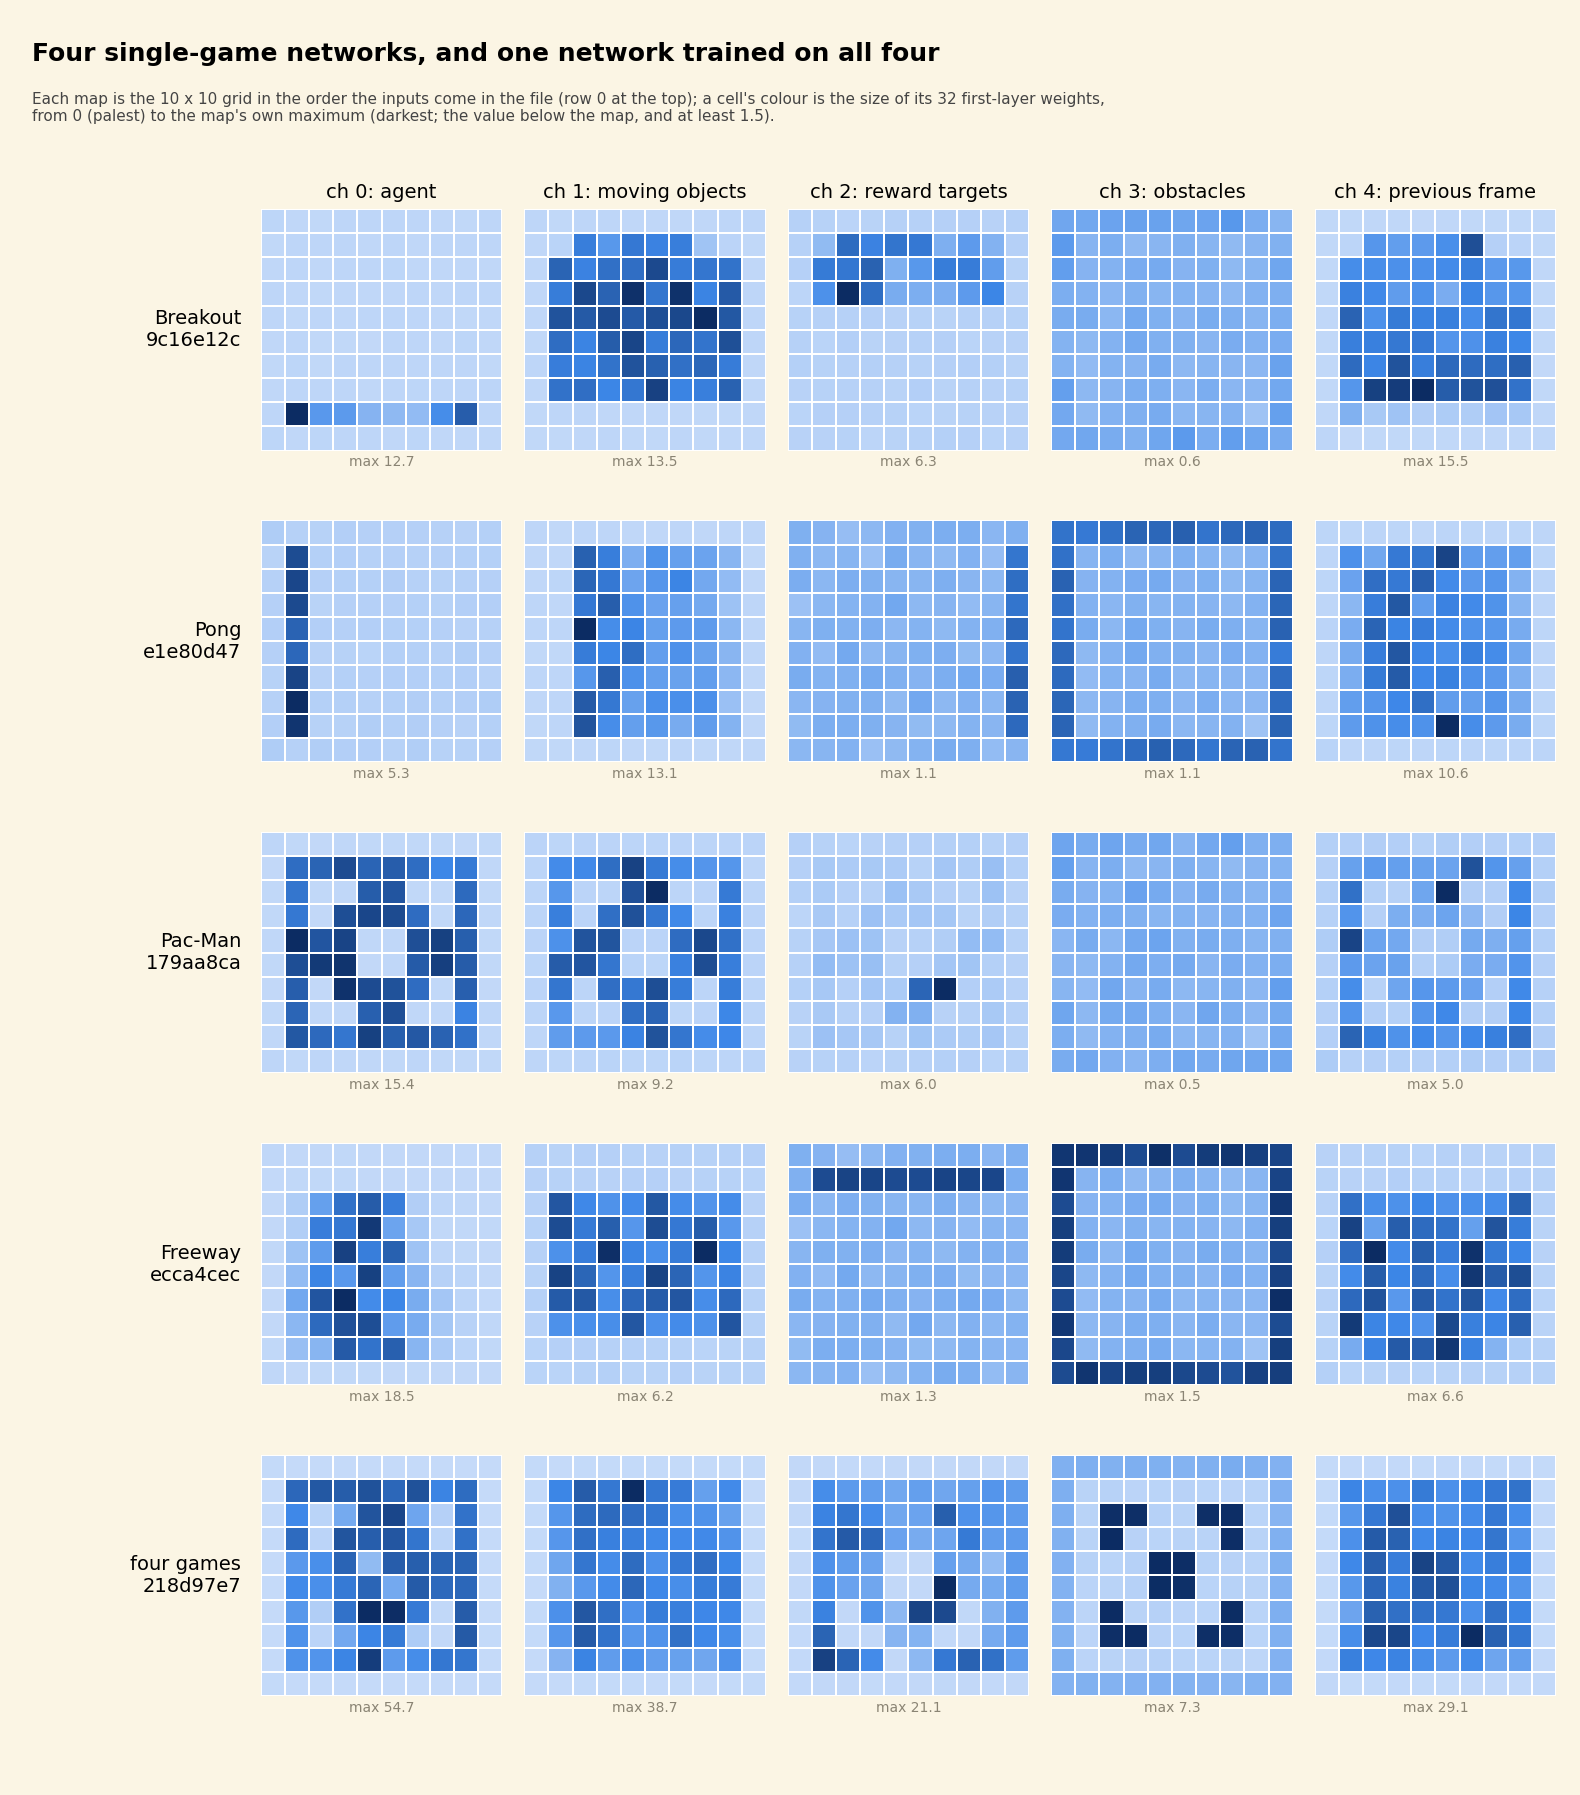 Four single-game networks, and one network trained on all four
Each map is the 10 x 10 grid in the order the inputs come in the file (row 0 at the top); a cell's colour is the size of its 32 first-layer weights,
from 0 (palest) to the map's own maximum (darkest; the value below the map, and at least 1.5).
ch 0: agent
ch 1: moving objects
ch 2: reward targets
ch 3: obstacles
ch 4: previous frame
Breakout
9c16e12c
max 12.7
max 13.5
max 6.3
max 0.6
max 15.5
Pong
e1e80d47
max 5.3
max 13.1
max 1.1
max 1.1
max 10.6
Pac-Man
179aa8ca
max 15.4
max 9.2
max 6.0
max 0.5
max 5.0
Freeway
ecca4cec
max 18.5
max 6.2
max 1.3
max 1.5
max 6.6
four games
218d97e7
max 54.7
max 38.7
max 21.1
max 7.3
max 29.1